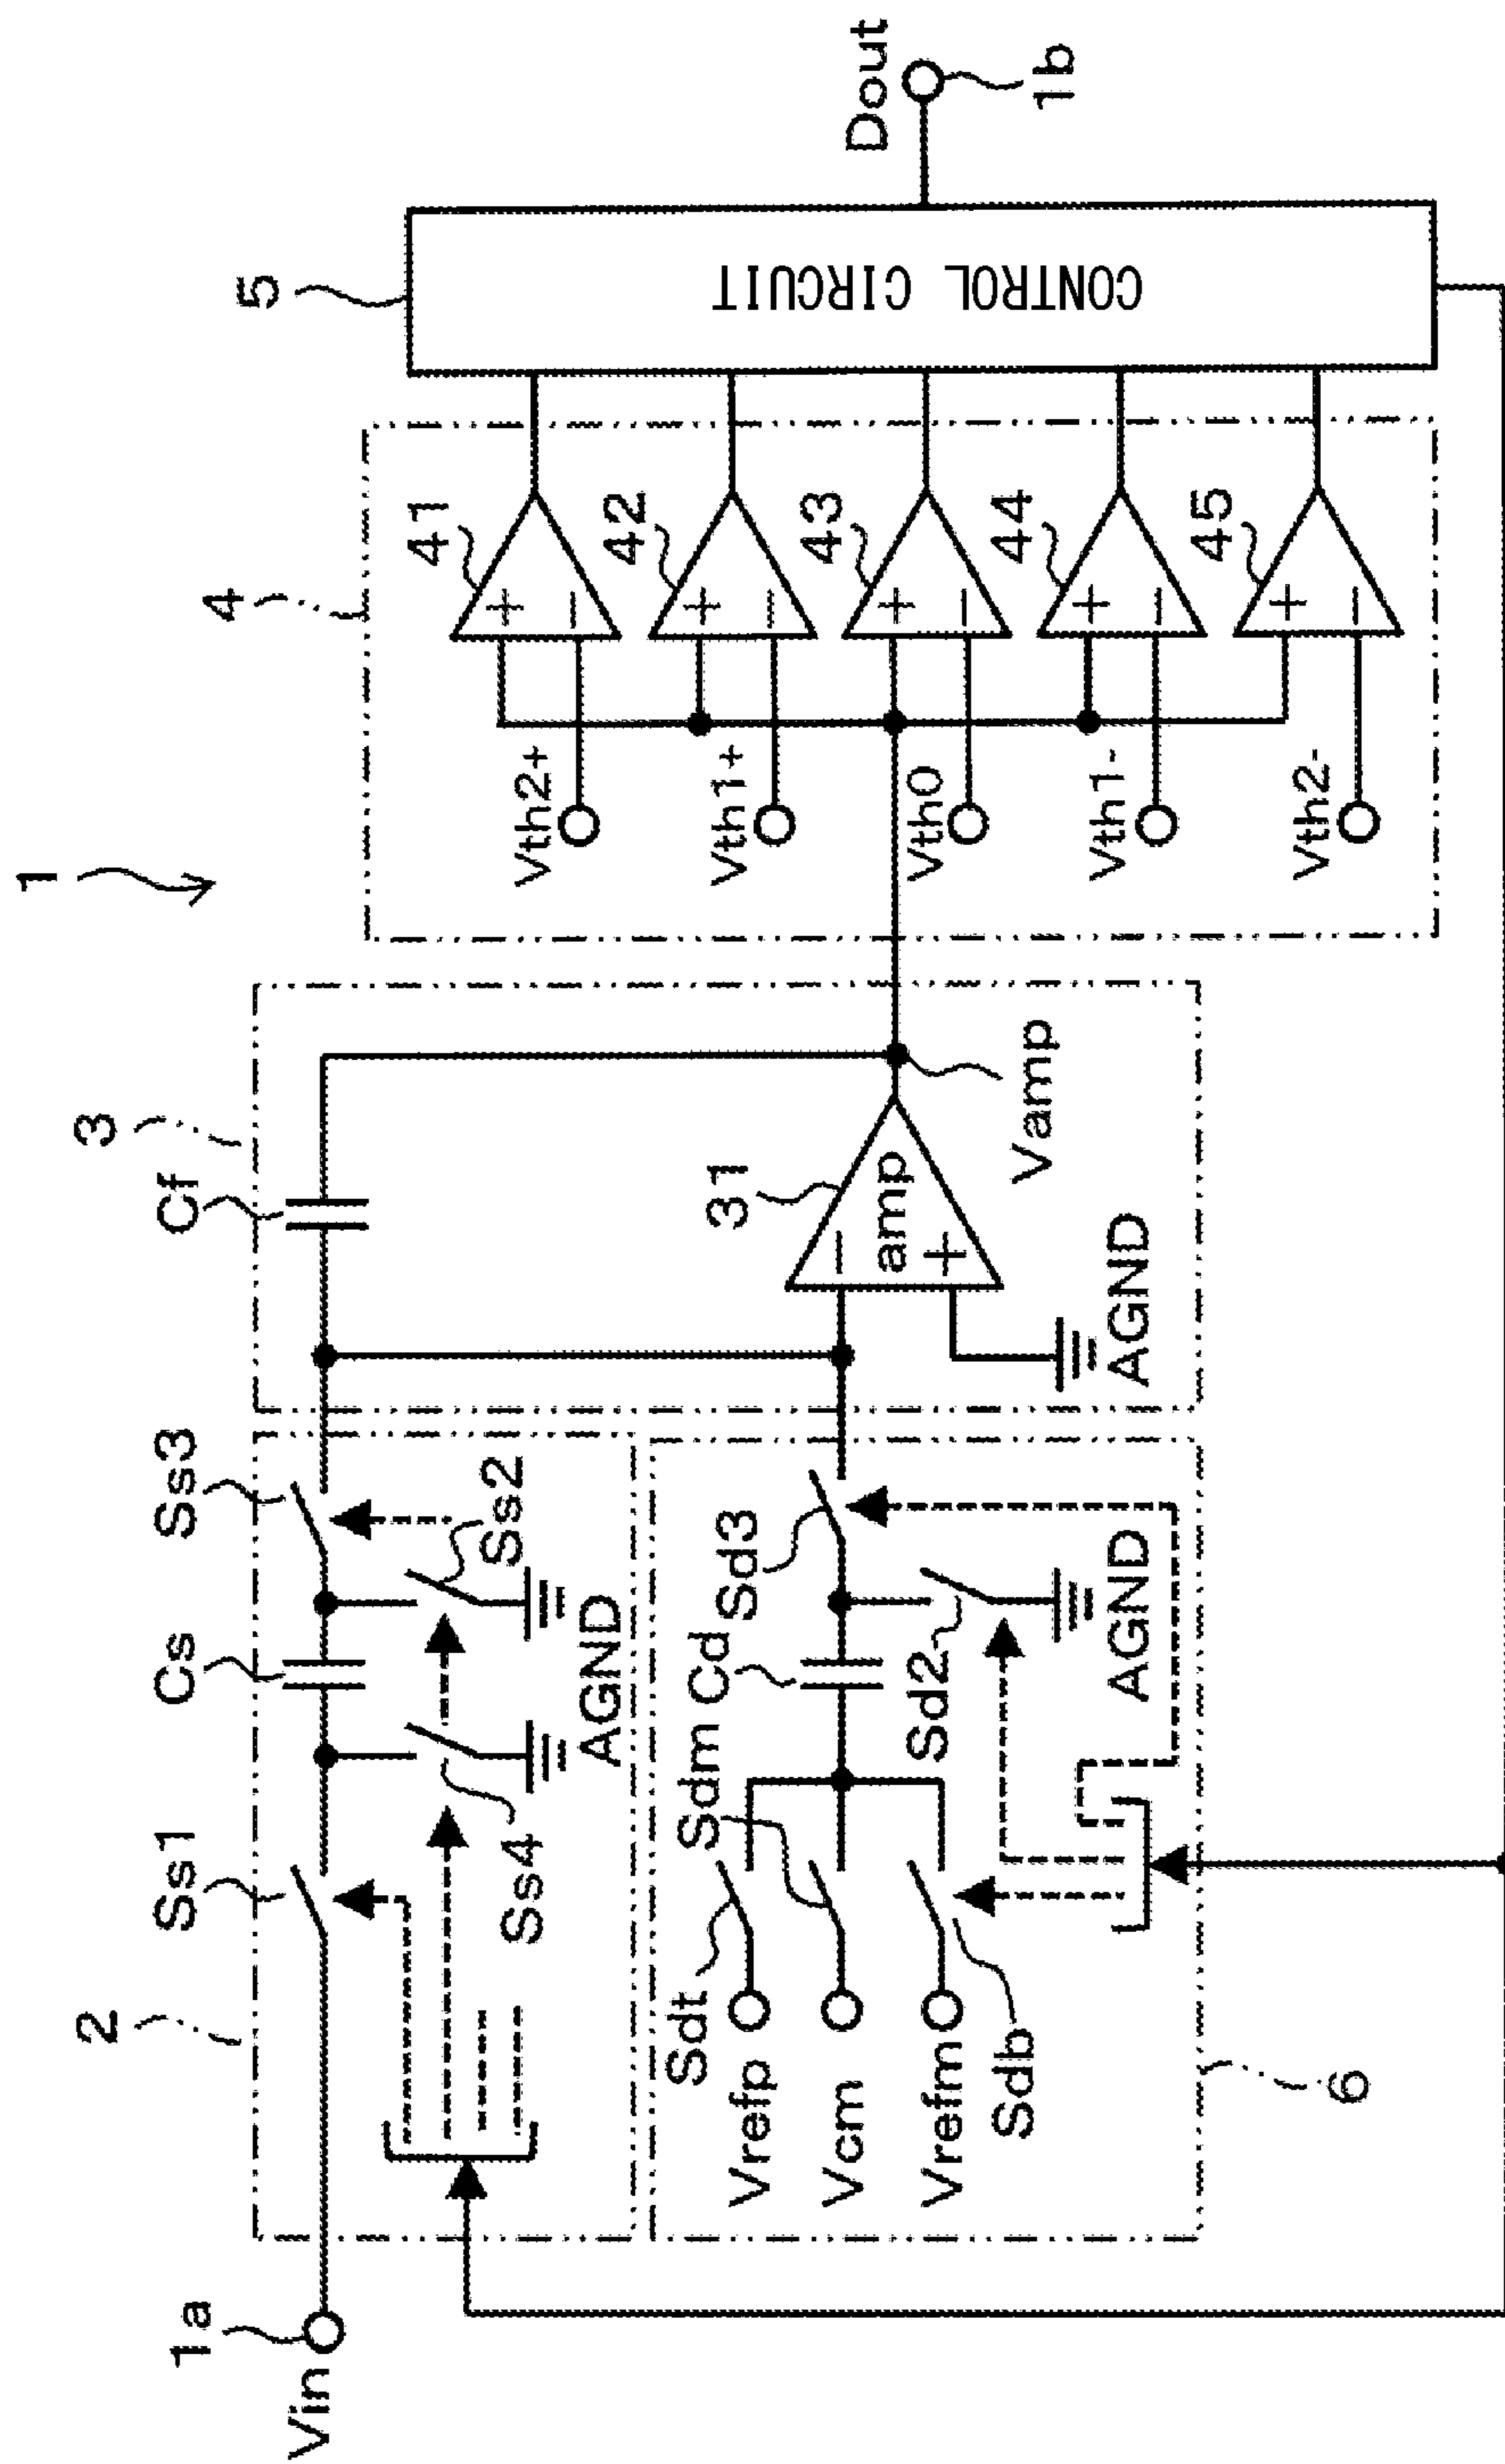 1
2
3
4
5
Ss1
Cs
Ss3
Cf
1a
Vin
Ss4
Ss2
AGND
Sdt
Sdm
Cd
Sd3
Vrefp
Vcm
Vrefm
Sdb
Sd2
AGND
6
31
−
amp
+
Vamp
AGND
Vth2+
Vth1+
Vth0
Vth1-
Vth2-
41
+
−
42
+
−
43
+
−
44
+
−
45
+
−
CONTROL CIRCUIT
Dout
1b